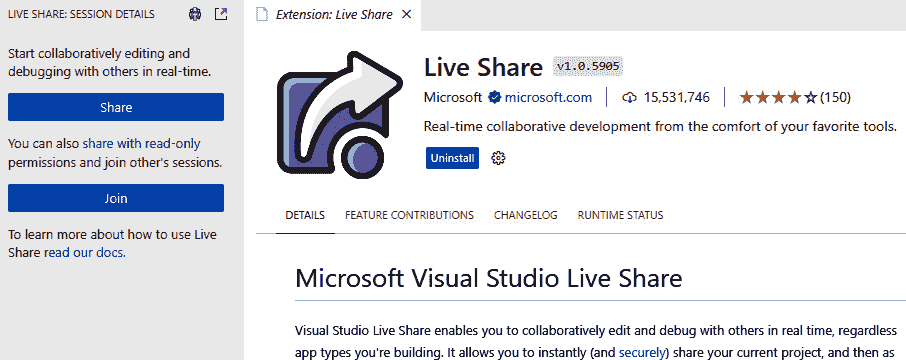 LIVE SHARE: SESSION DETAILS
Start collaboratively editing and
debugging with others in real-time.
Share
You can also share with read-only
permissions and join other's sessions.
Join
To learn more about how to use Live
Share read our docs.
Extension: Live Share
Live Share v1.0.5905
Microsoft microsoft.com 15,531,746 (150)
Real-time collaborative development from the comfort of your favorite tools.
Uninstall
DETAILS FEATURE CONTRIBUTIONS CHANGELOG RUNTIME STATUS
Microsoft Visual Studio Live Share
Visual Studio Live Share enables you to collaboratively edit and debug with others in real time, regardless
app types you're building. It allows you to instantly (and securely) share your current project, and then as